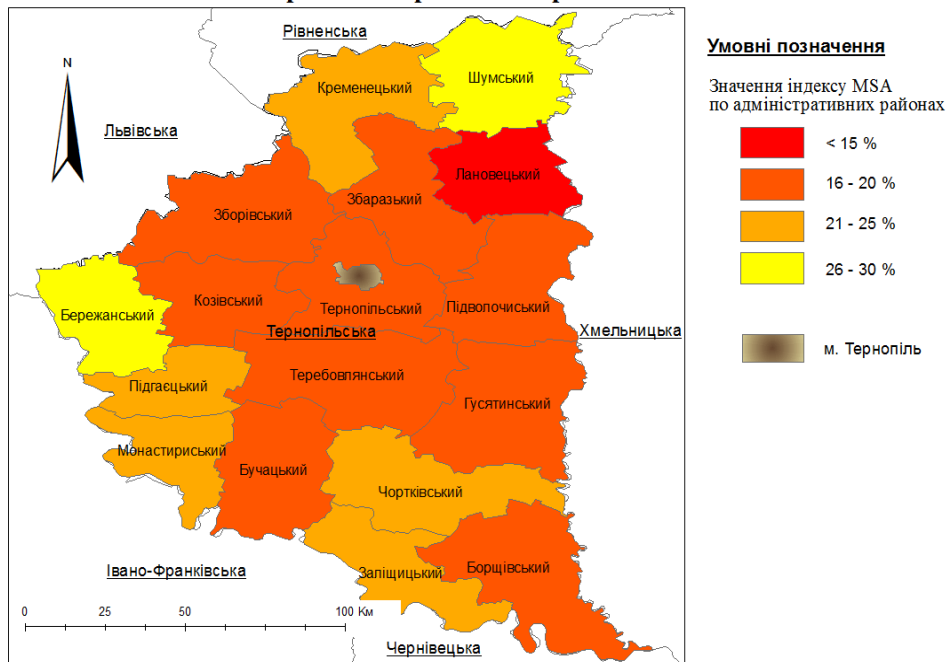 Рівненська
Шумський
Кременецький
N
Львівська
Лановецький
Збаразький
Зборівський
Козівський
Бережанський
Тернопільський
Підволочиський
Тернопільська
Хмельницька
Теребовлянський
Підгаєцький
Гусятинський
Монастириський
Бучацький
Чортківський
Івано-Франківська
Заліщицький
Борщівський
0 25 50 100 Км
Чернівецька
Умовні позначення
Значення індексу MSA
по адміністративних районах
< 15 %
16 - 20 %
21 - 25 %
26 - 30 %
м. Тернопіль